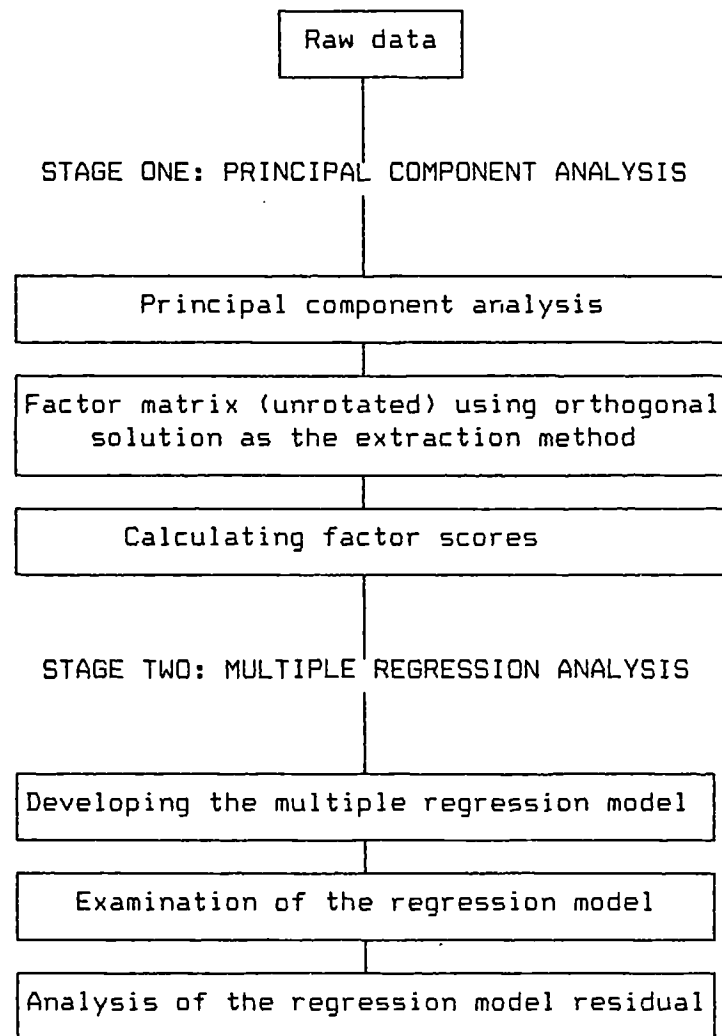 Raw data
STAGE ONE: PRINCIPAL COMPONENT ANALYSIS
Principal component analysis
Factor matrix (unrotated) using orthogonal
solution as the extraction method
Calculating factor scores
STAGE TWO: MULTIPLE REGRESSION ANALYSIS
Developing the multiple regression model
Examination of the regression model
Analysis of the regression model residual